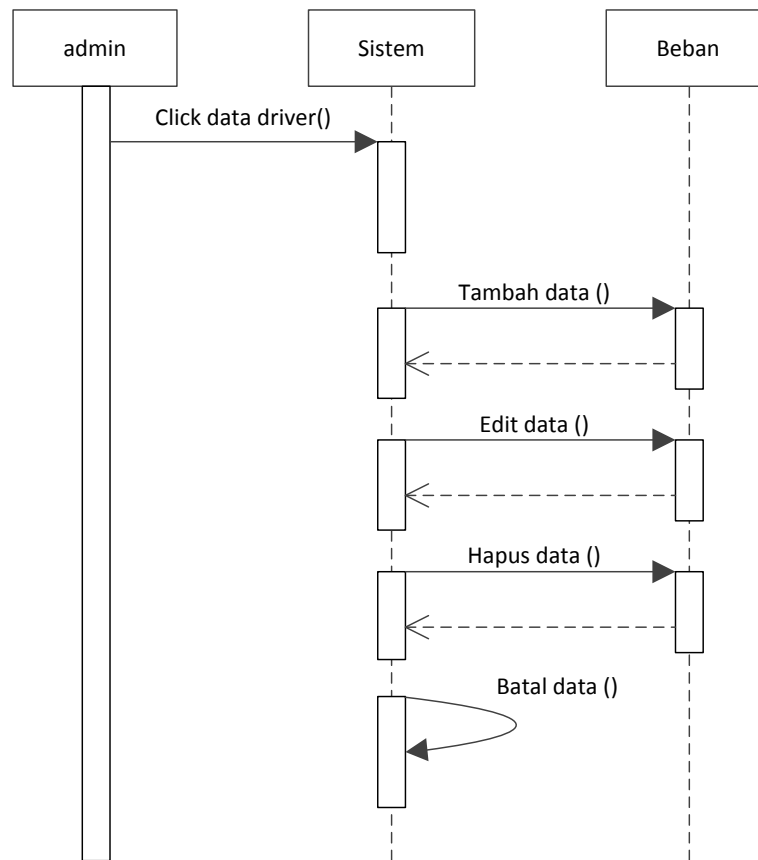 admin
Sistem
Beban
Click data driver()
Tambah data ()
Edit data ()
Hapus data ()
Batal data ()